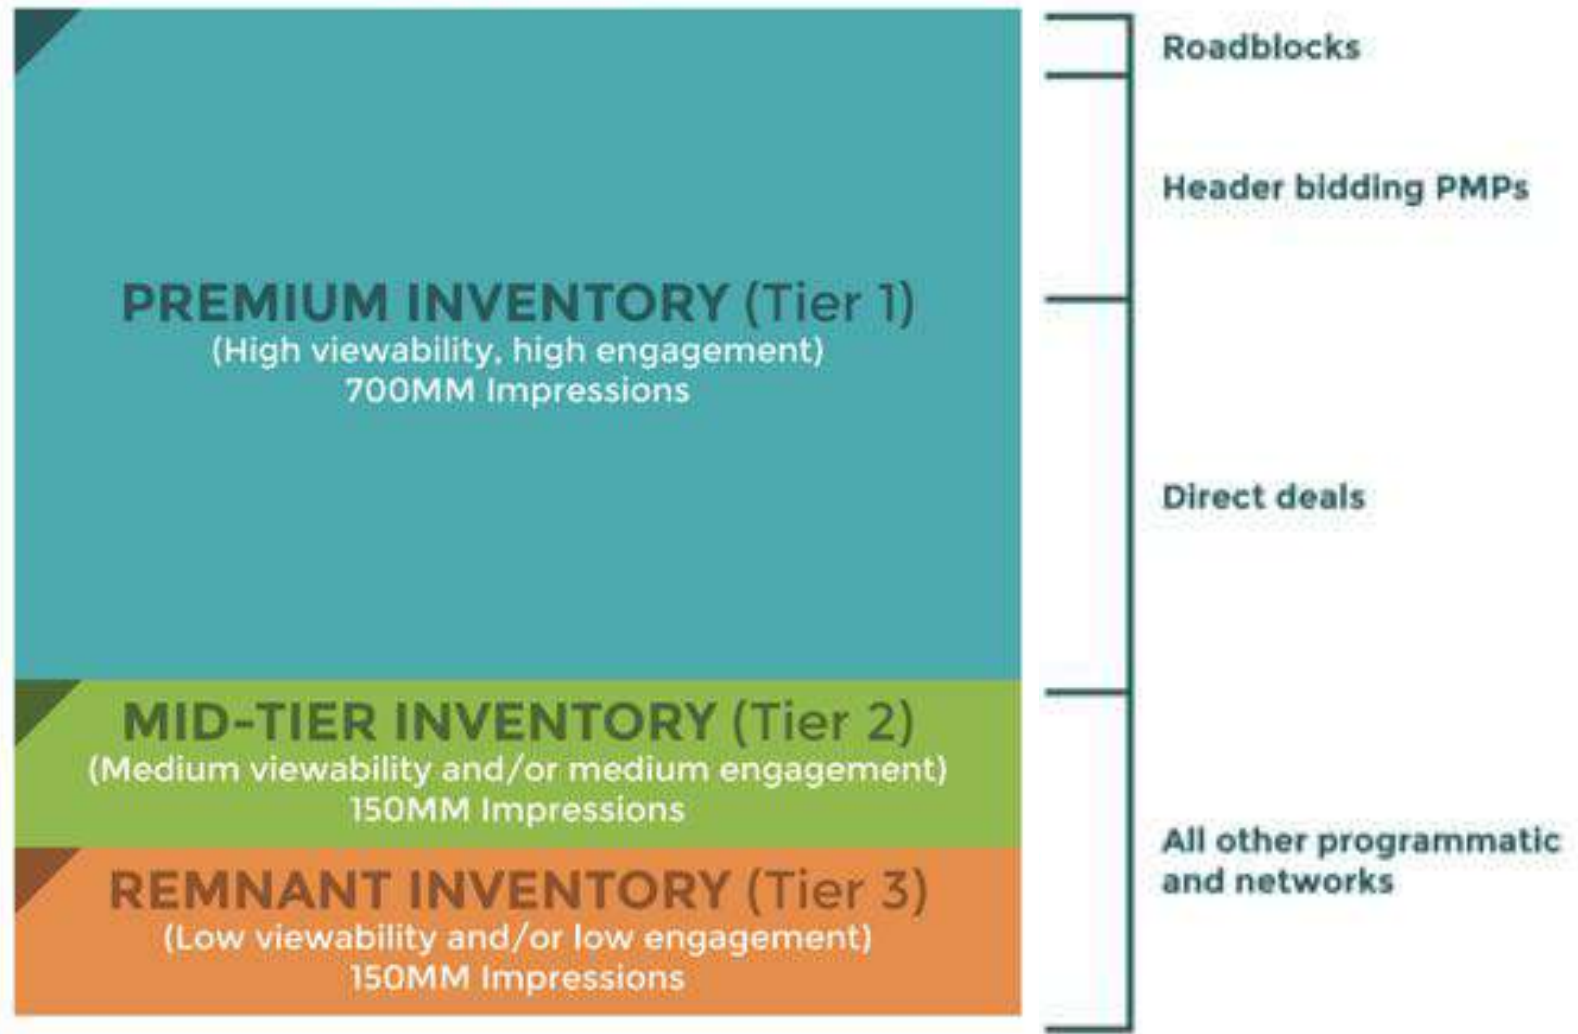 PREMIUM INVENTORY (Tier 1)
(High viewability, high engagement)
700MM Impressions
MID-TIER INVENTORY (Tier 2)
(Medium viewability and/or medium engagement)
150MM Impressions
REMNANT INVENTORY (Tier 3)
(Low viewability and/or low engagement)
150MM Impressions
Roadblocks
Header bidding PMPs
Direct deals
All other programmatic
and networks